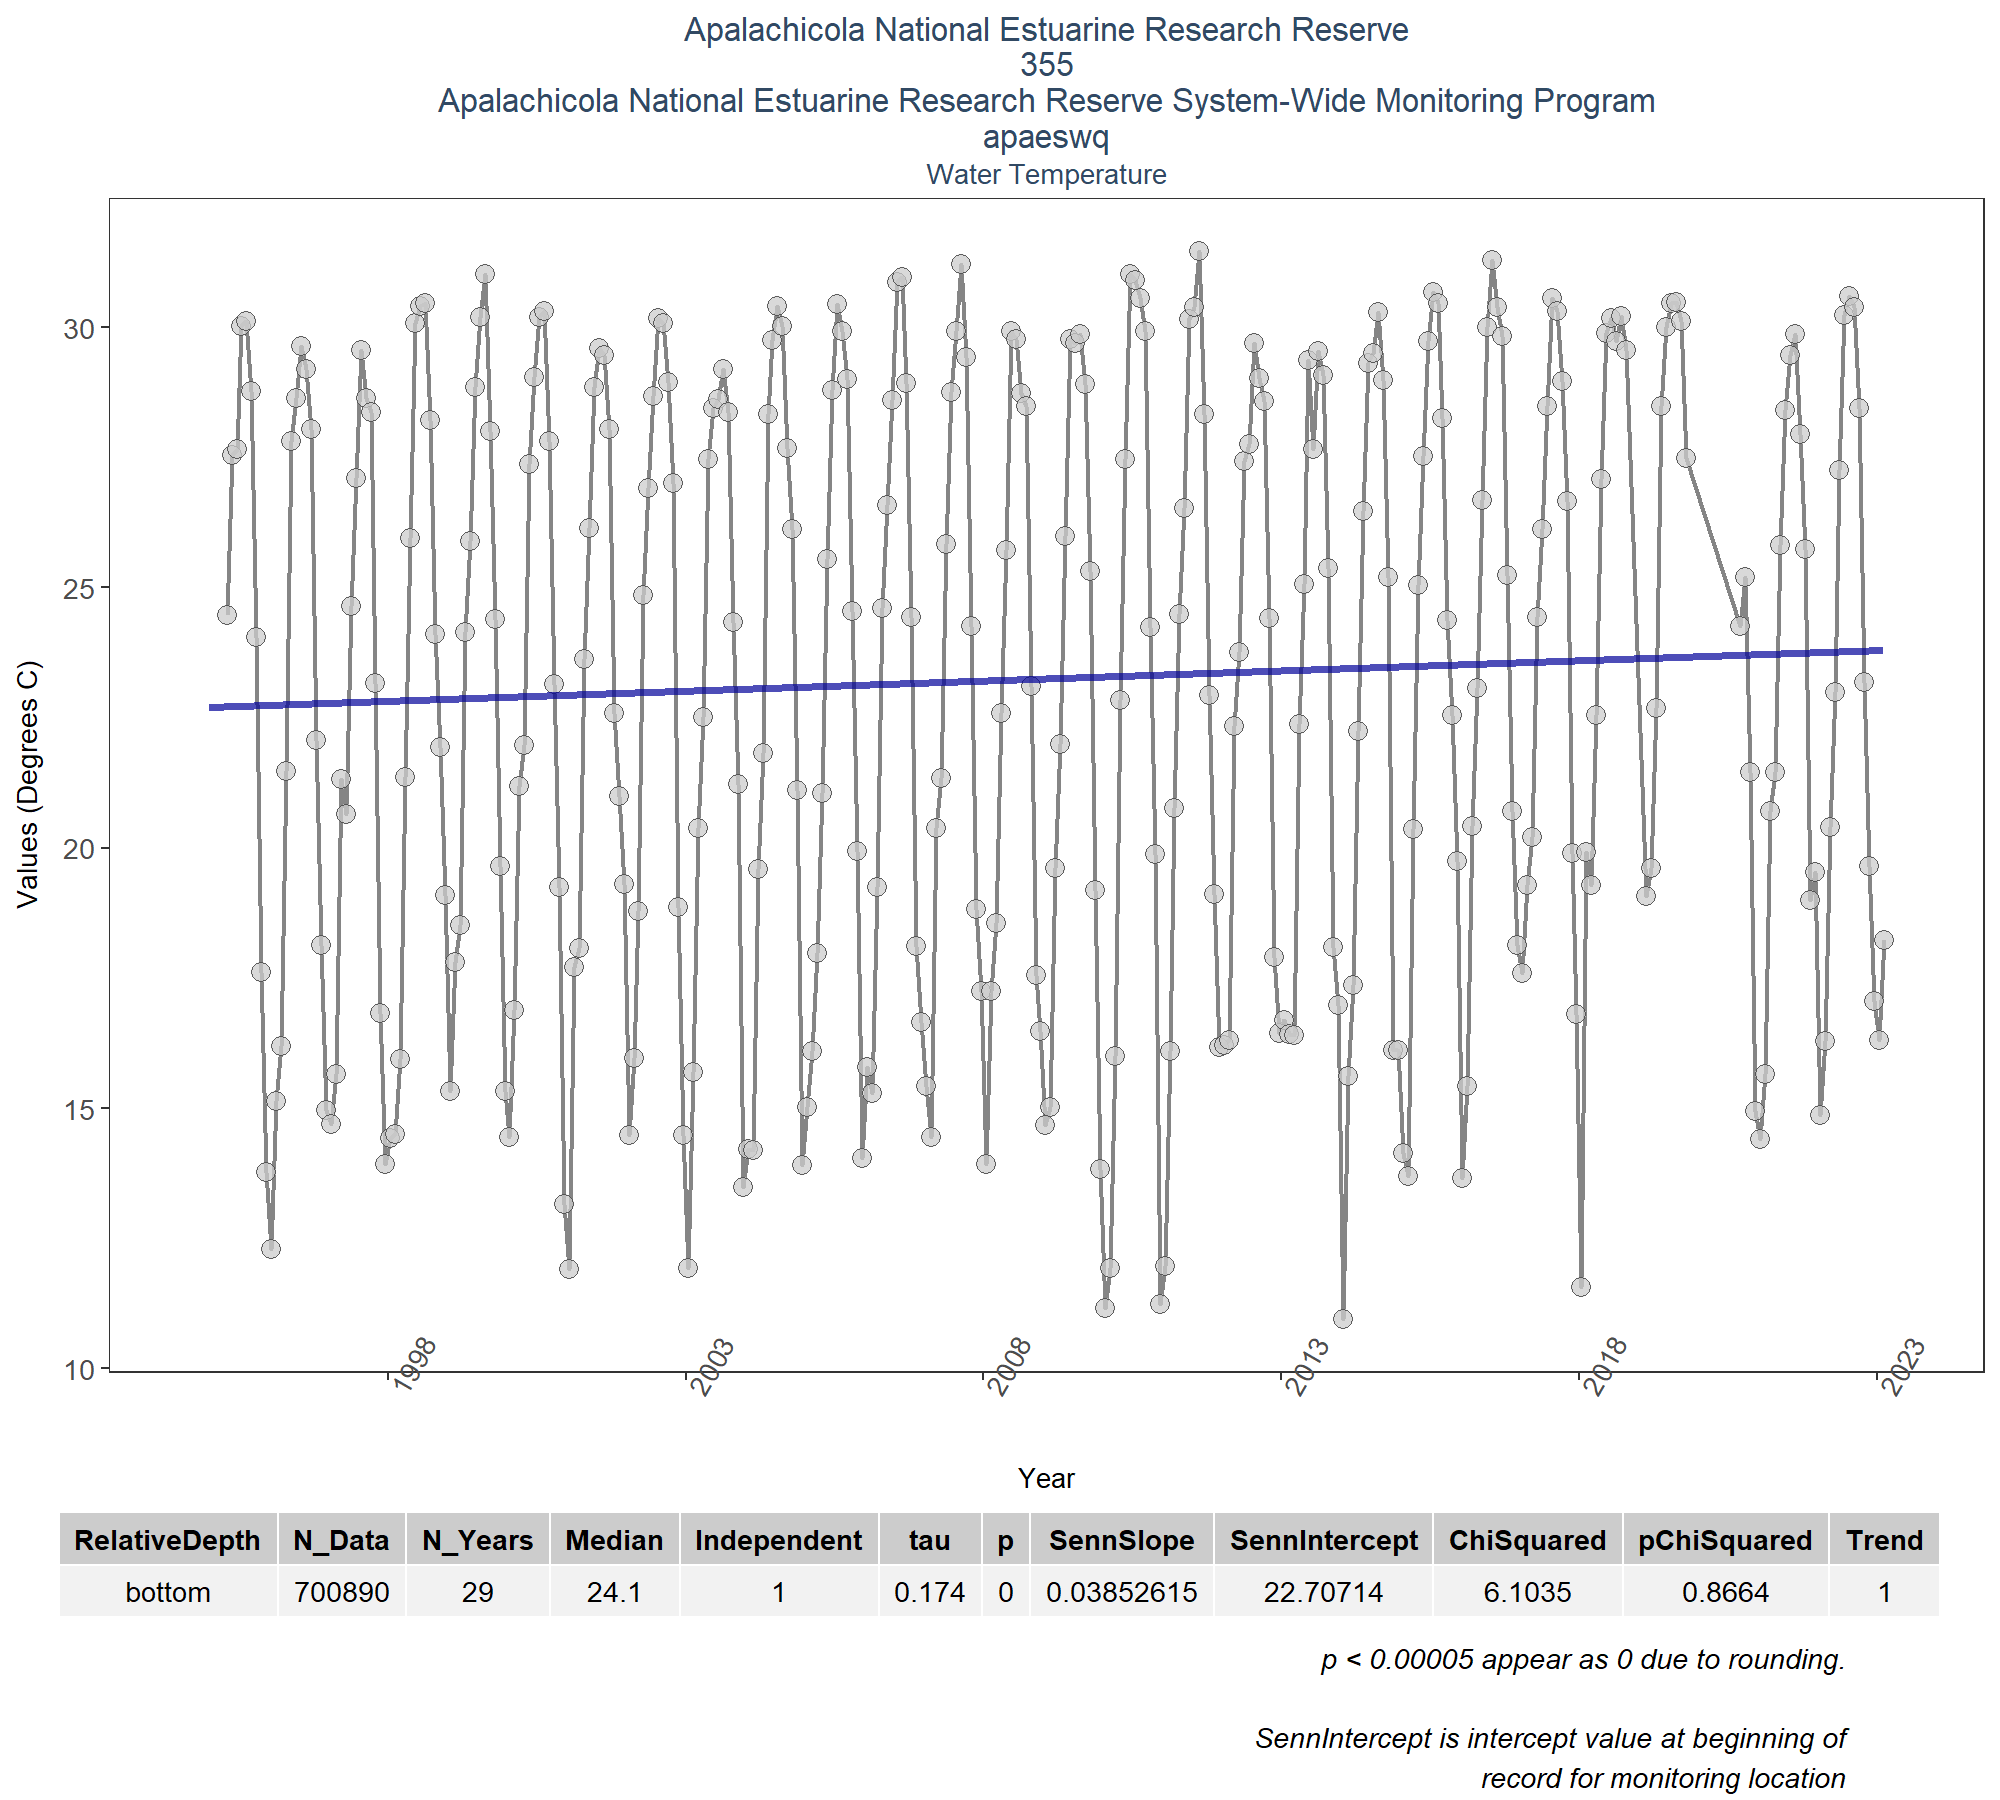 Apalachicola National Estuarine Research Reserve
355
Apalachicola National Estuarine Research Reserve System-Wide Monitoring Program
apaeswq
Water Temperature
30
25
20
15
10
Values (Degrees C)
1998 2003 2008 2013 2018 2023
Year
RelativeDepth N_Data N_Years Median Independent tau p SennSlope SennIntercept ChiSquared pChiSquared Trend
bottom 700890 29 24.1 1 0.174 0 0.03852615 22.70714 6.1035 0.8664 1
p < 0.00005 appear as 0 due to rounding.
SennIntercept is intercept value at beginning of
record for monitoring location